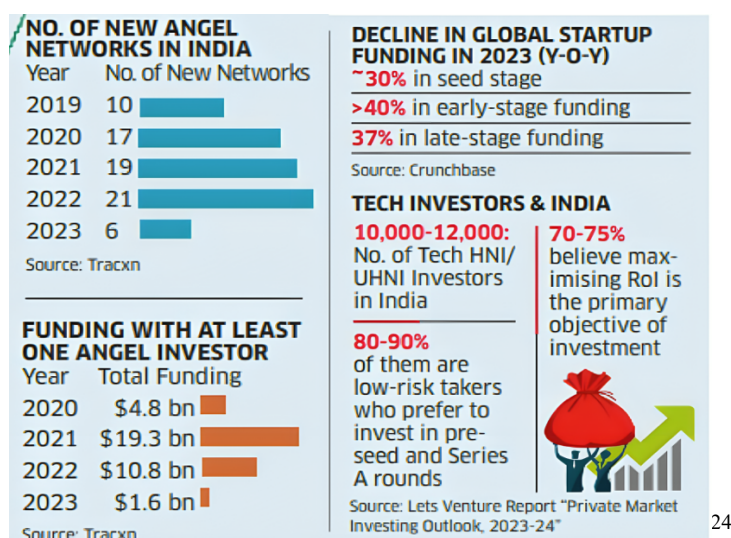 NO. OF NEW ANGEL
NETWORKS IN INDIA
Year No. of New Networks
2019 10
2020 17
2021 19
2022 21
2023 6
Source: Tracxn
FUNDING WITH AT LEAST
ONE ANGEL INVESTOR
Year Total Funding
2020 $4.8 bn
2021 $19.3 bn
2022 $10.8 bn
2023 $1.6 bn
Source: Tracxn
DECLINE IN GLOBAL STARTUP
FUNDING IN 2023 (Y-O-Y)
~30% in seed stage
>40% in early-stage funding
37% in late-stage funding
Source: Crunchbase
TECH INVESTORS & INDIA
10,000-12,000:
No. of Tech HNI/
UHNI Investors
in India
80-90%
of them are
low-risk takers
who prefer to
invest in pre-
seed and Series
A rounds
70-75%
believe max-
imising RoI is
the primary
objective of
investment
Source: Lets Venture Report “Private Market
Investing Outlook, 2023-24”
24